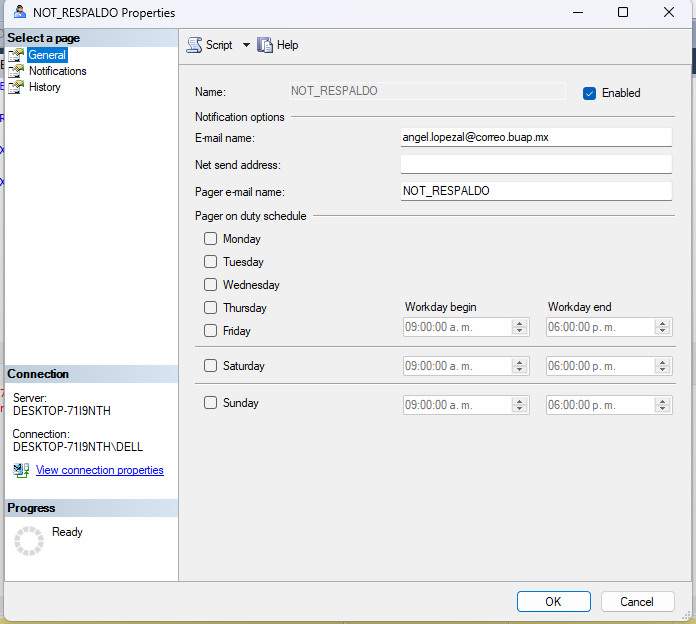 NOT_RESPALDO Properties
Select a page
General
Notifications
History
Script
Help
Name:
NOT_RESPALDO
Enabled
Notification options
E-mail name:
angel.lopezal@correo.buap.mx
Net send address:
Pager e-mail name:
NOT_RESPALDO
Pager on duty schedule
Monday
Tuesday
Wednesday
Thursday
Workday begin
Workday end
Friday
09:00:00 a. m.
06:00:00 p. m.
Saturday
09:00:00 a. m.
06:00:00 p. m.
Sunday
09:00:00 a. m.
06:00:00 p. m.
Connection
Server:
DESKTOP-71I9NTH
Connection:
DESKTOP-71I9NTH\DELL
View connection properties
Progress
Ready
OK
Cancel